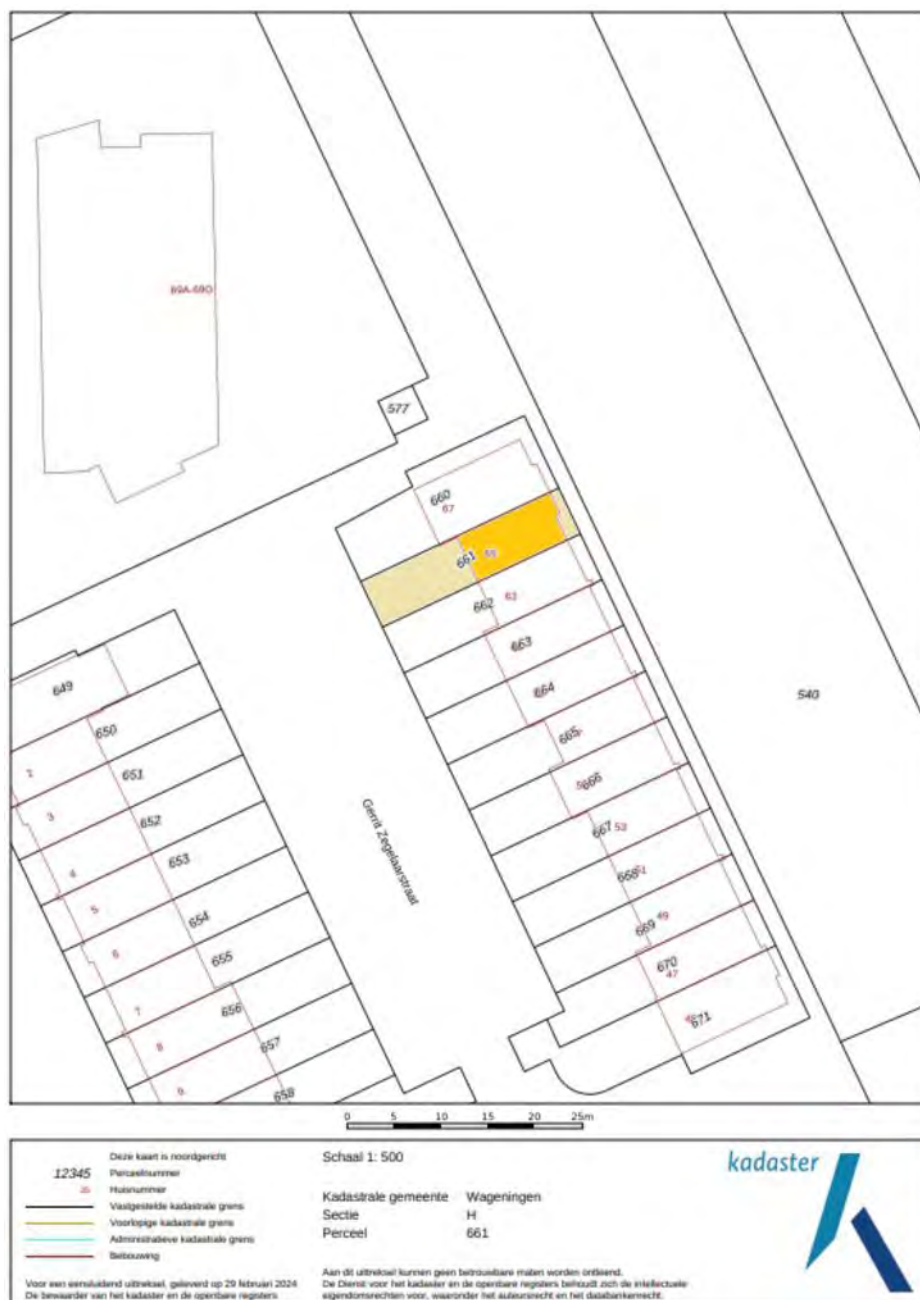 577
660
67
661
65
662
63
663
664
665
666
667
53
668
51
669
49
670
47
671
540
649
650
651
652
653
654
655
656
657
658
2
3
4
5
6
7
8
9
Gerrit Zegelaarstraat
0 5 10 15 20 25m
Deze kaart is noordgericht
12345 Perceelnummer
25 Huisnummer
Vastgestelde kadastrale grens
Voorlopige kadastrale grens
Administratieve kadastrale grens
Bebouwing
Voor een eensluidend uittreksel, geleverd op 29 februari 2024
De bewaarder van het kadaster en de openbare registers
Schaal 1: 500
Kadastrale gemeente Wageningen
Sectie H
Perceel 661
Aan dit uittreksel kunnen geen betrouwbare maten worden ontleend.
De Dienst voor het kadaster en de openbare registers behoudt zich de intellectuele
eigendomsrechten voor, waaronder het auteursrecht en het databankenrecht.
kadaster